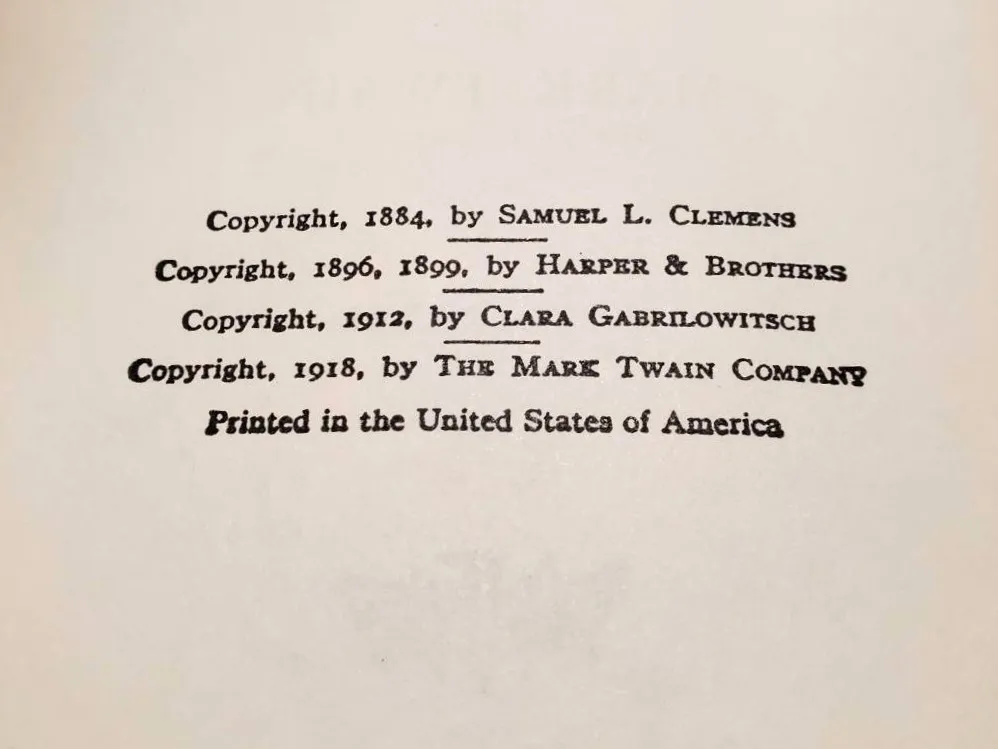 Copyright, 1884, by SAMUEL L. CLEMENS
Copyright, 1896, 1899, by HARPER & BROTHERS
Copyright, 1912, by CLARA GABRILOWITSCH
Copyright, 1918, by THE MARK TWAIN COMPANY
Printed in the United States of America